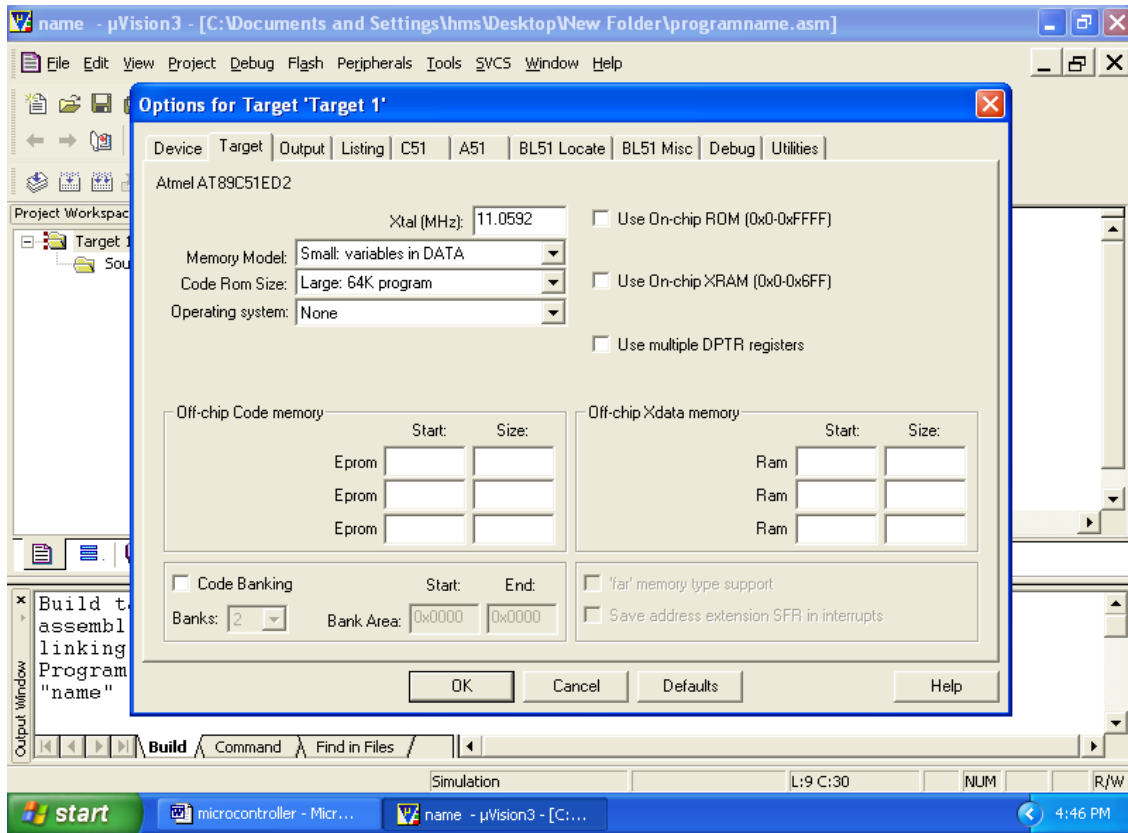 name - µVision3 - [C:\Documents and Settings\hms\Desktop\New Folder\programname.asm]
File Edit View Project Debug Flash Peripherals Tools SVCS Window Help
Options for Target 'Target 1'
Device Target Output Listing C51 A51 BL51 Locate BL51 Misc Debug Utilities
Atmel AT89C51ED2
Project Workspac
Target 1
Sou
Xtal (MHz): 11.0592
Use On-chip ROM (0x0-0xFFFF)
Memory Model: Small: variables in DATA
Use On-chip XRAM (0x0-0x6FF)
Code Rom Size: Large: 64K program
Operating system: None
Use multiple DPTR registers
Off-chip Code memory
Start: Size:
Eprom
Eprom
Eprom
Off-chip Xdata memory
Start: Size:
Ram
Ram
Ram
Code Banking Start: End:
Banks: 2 Bank Area: 0x0000 0x0000
'far' memory type support
Save address extension SFR in interrupts
OK Cancel Defaults Help
Output Window
Build t
assembl
linking
Program
"name"
Build Command Find in Files
Simulation L:9 C:30 NUM R/W
start microcontroller - Micr... name - µVision3 - [C:... 4:46 PM